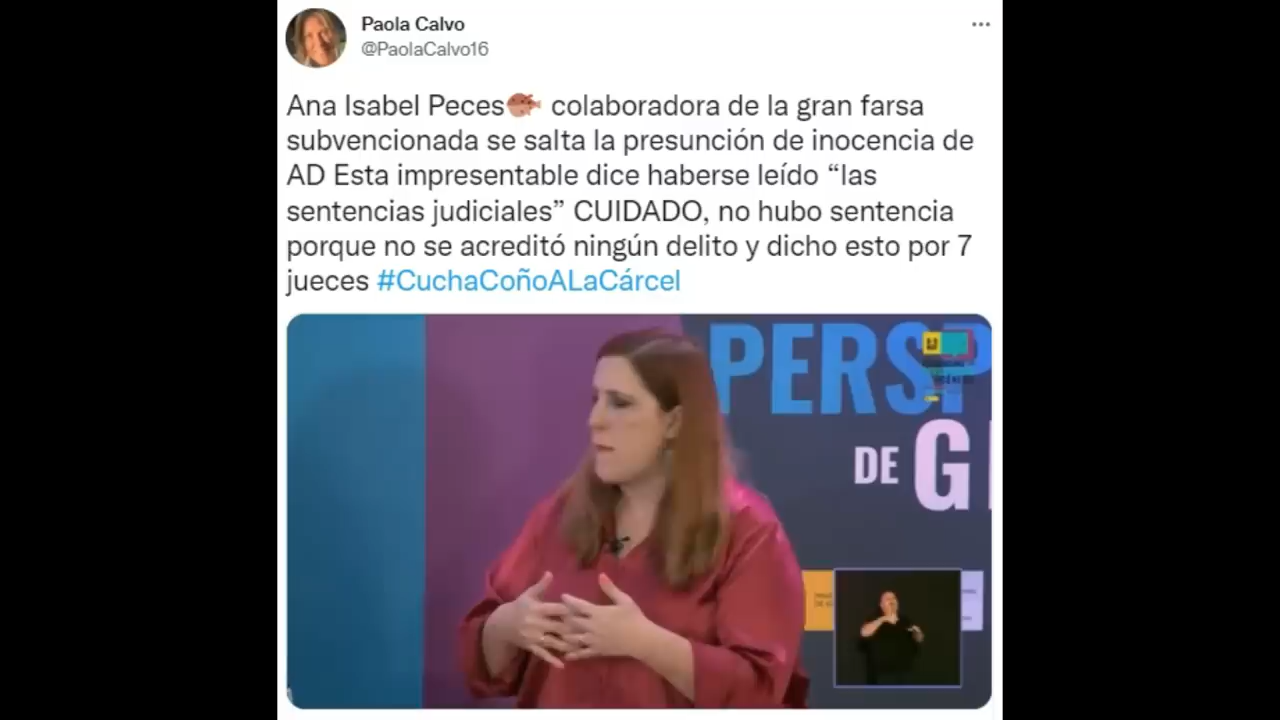 Paola Calvo
@PaolaCalvo16
Ana Isabel Peces🐡 colaboradora de la gran farsa
subvencionada se salta la presunción de inocencia de
AD Esta impresentable dice haberse leído “las
sentencias judiciales” CUIDADO, no hubo sentencia
porque no se acreditó ningún delito y dicho esto por 7
jueces #CuchaCoñoALaCárcel
PERSP
DE G